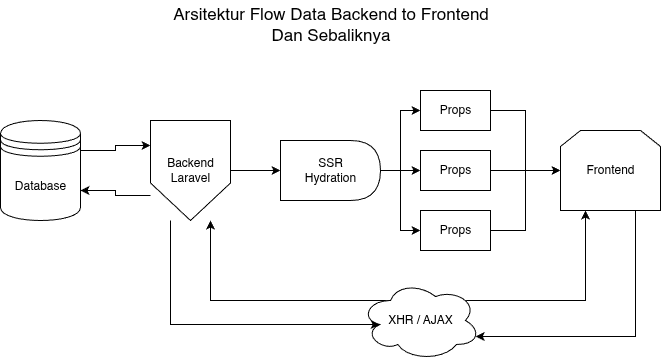 Arsitektur Flow Data Backend to Frontend
Dan Sebaliknya
Database
Backend
Laravel
SSR
Hydration
Props
Props
Props
Frontend
XHR / AJAX